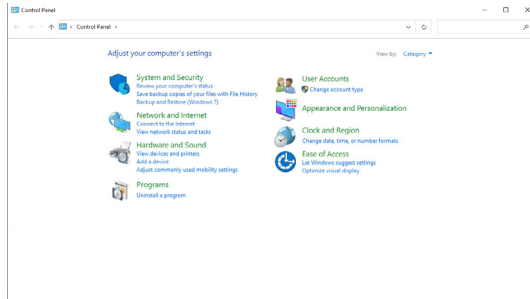 Control Panel
Control Panel
Adjust your computer's settings
View by: Category
System and Security
Review your computer's status
Save backup copies of your files with File History
Backup and Restore (Windows 7)
Network and Internet
Connect to the Internet
View network status and tasks
Hardware and Sound
View devices and printers
Add a device
Adjust commonly used mobility settings
Programs
Uninstall a program
User Accounts
Change account type
Appearance and Personalization
Clock and Region
Change date, time, or number formats
Ease of Access
Let Windows suggest settings
Optimize visual display